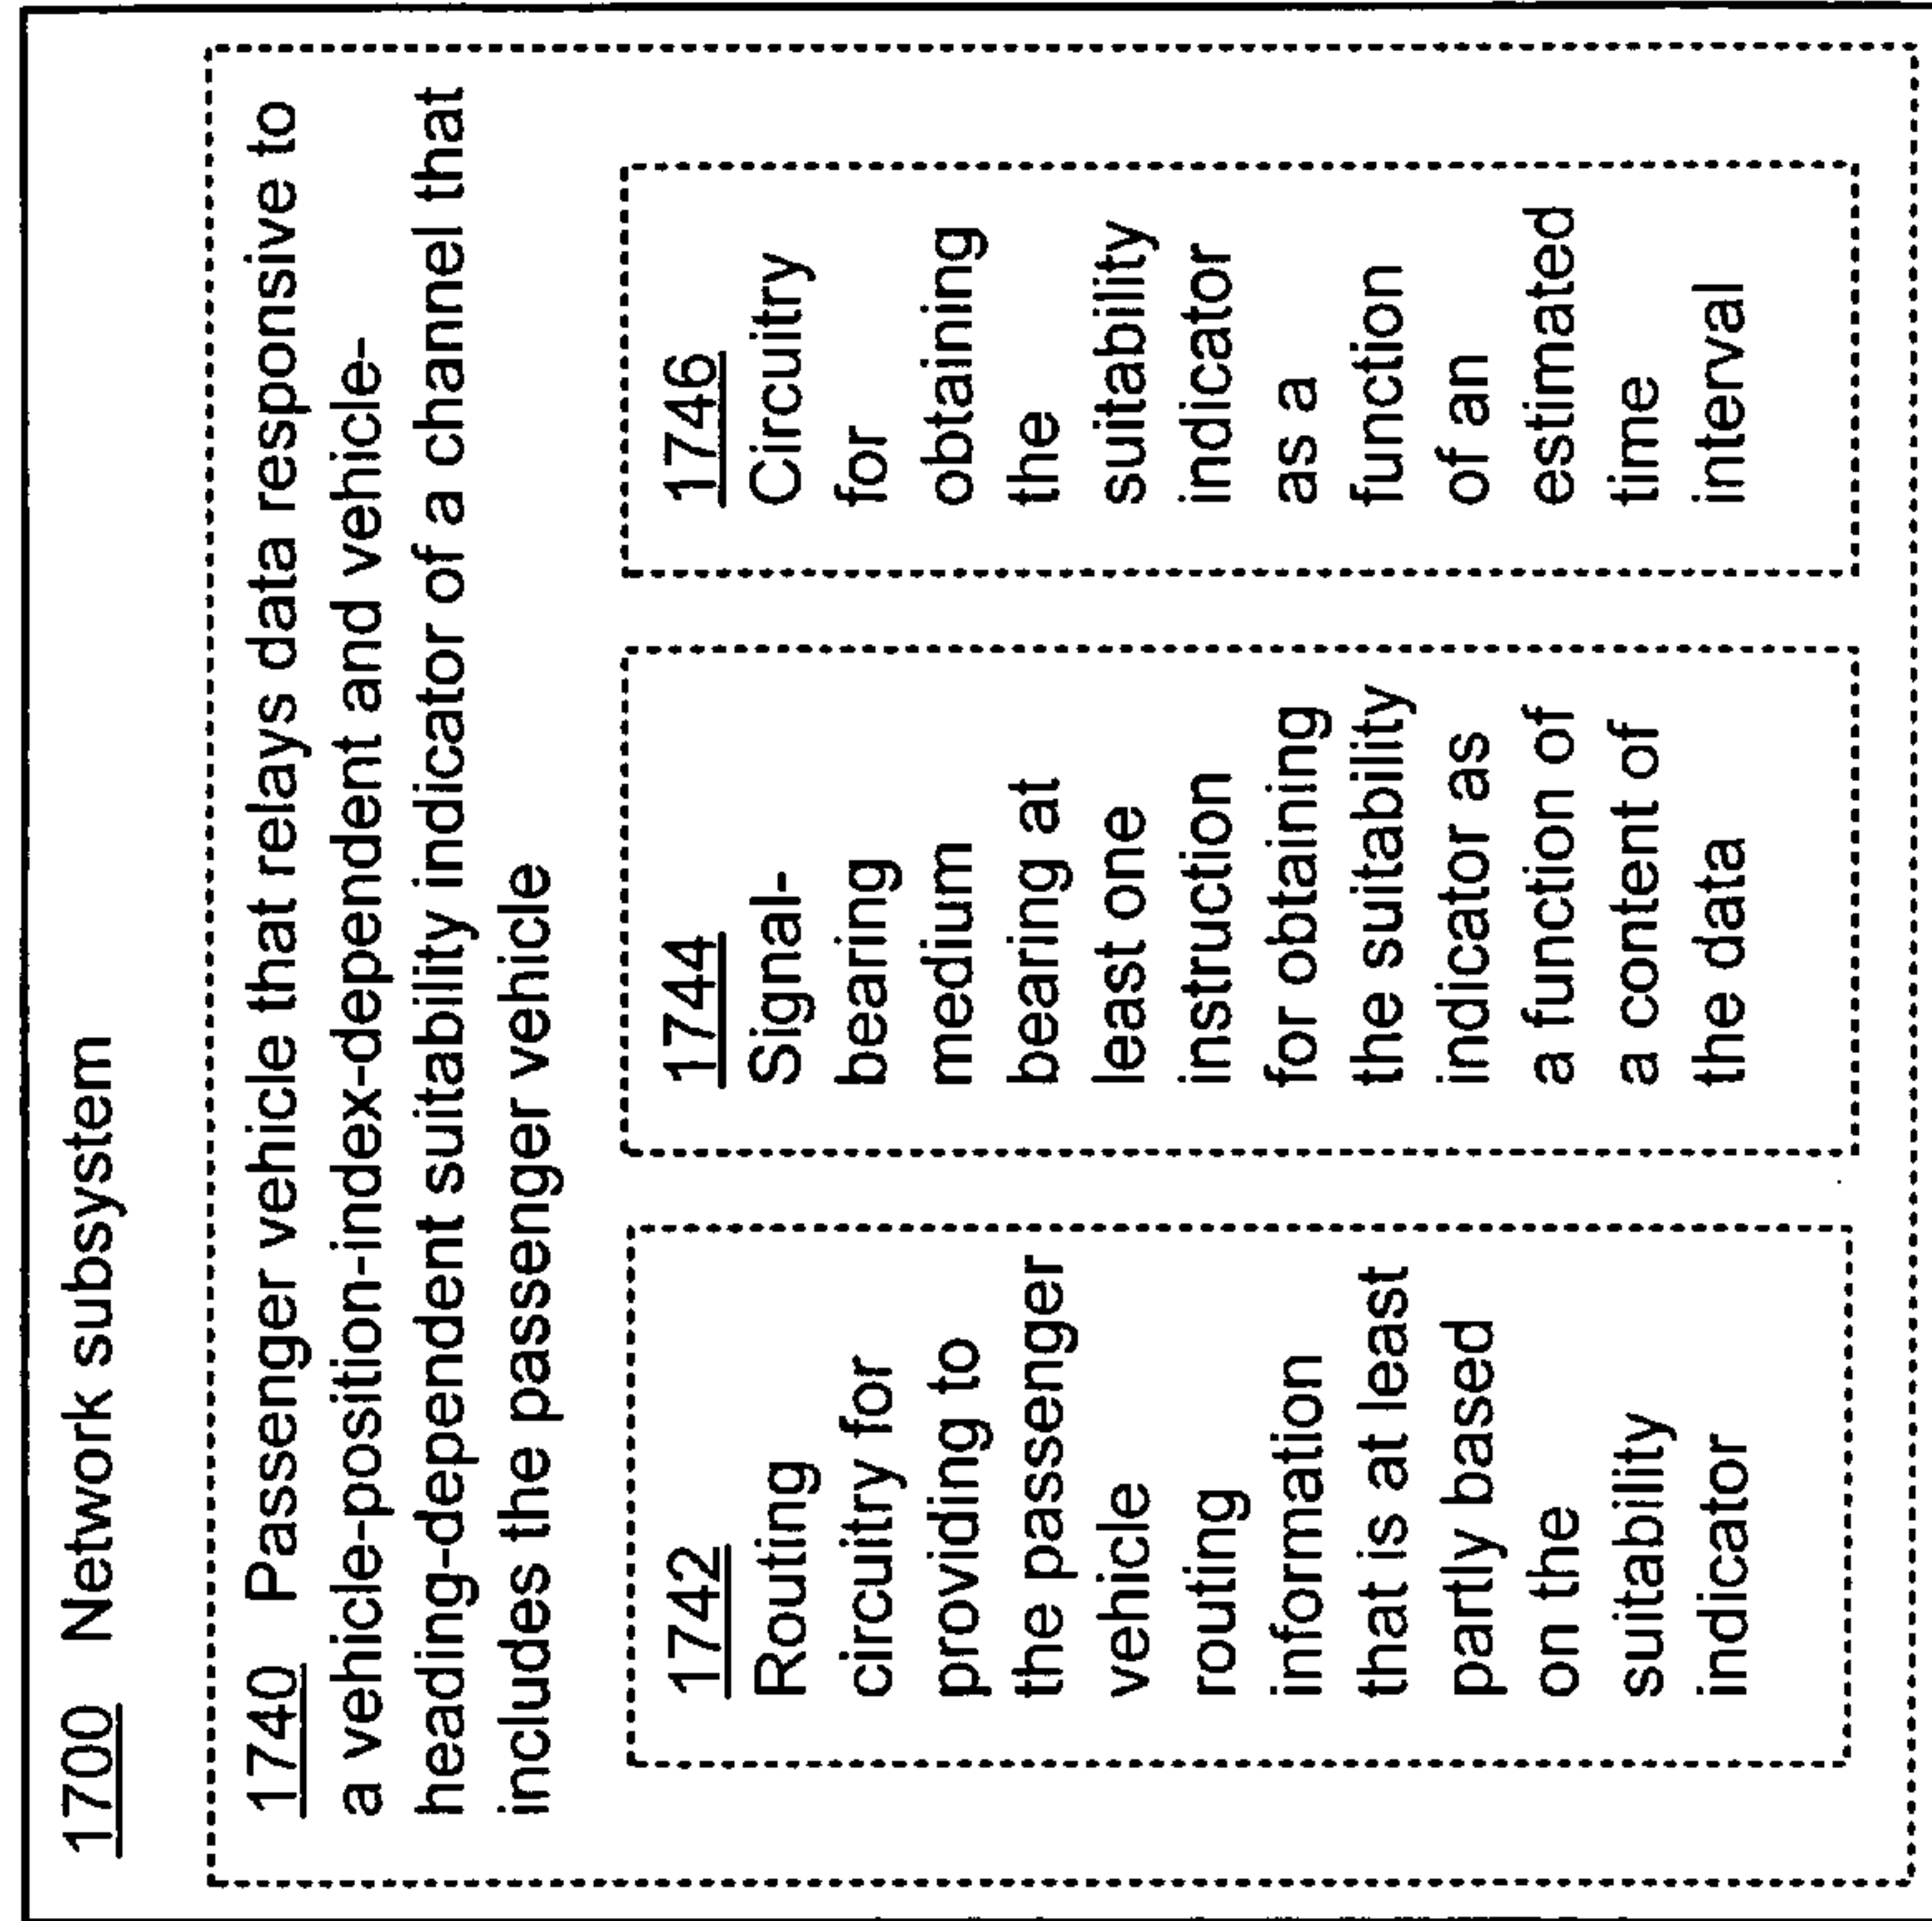 1700 Network subsystem
1740 Passenger vehicle that relays data responsive to
a vehicle-position-index-dependent and vehicle-
heading-dependent suitability indicator of a channel that
includes the passenger vehicle
1742
Routing
circuitry for
providing to
the passenger
vehicle
routing
information
that is at least
partly based
on the
suitability
indicator
1744
Signal-
bearing
medium
bearing at
least one
instruction
for obtaining
the suitability
indicator as
a function of
a content of
the data
1746
Circuitry
for
obtaining
the
suitability
indicator
as a
function
of an
estimated
time
interval